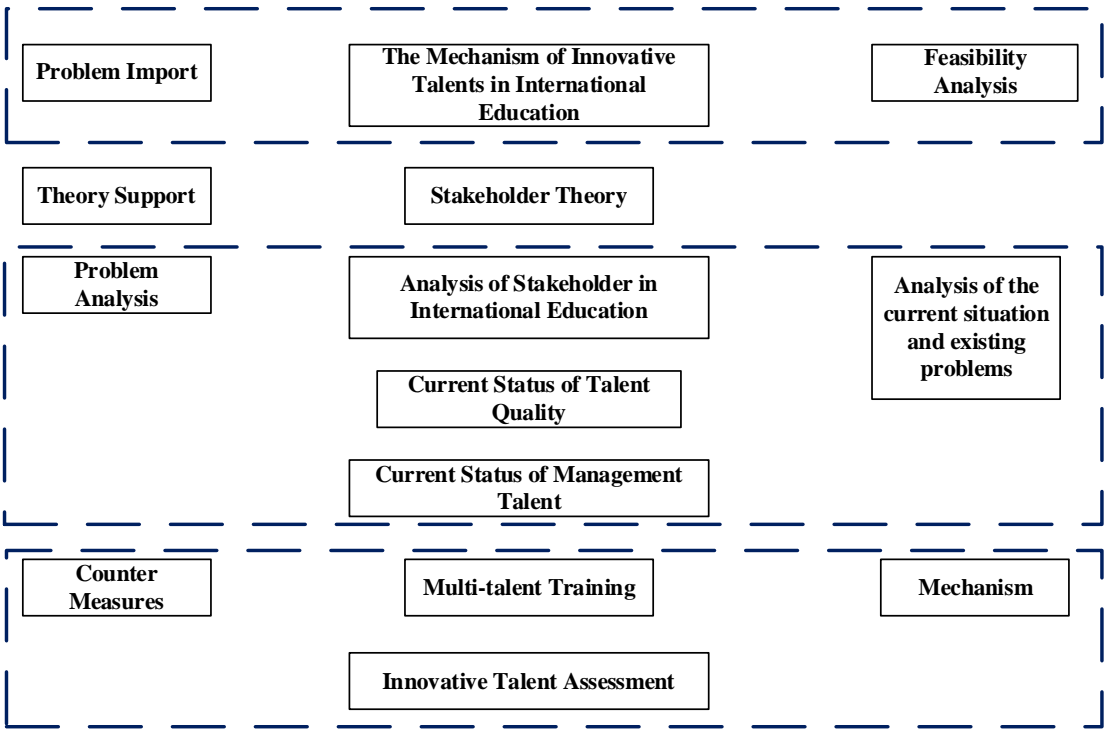 Problem Import
The Mechanism of Innovative
Talents in International
Education
Feasibility
Analysis
Theory Support
Stakeholder Theory
Problem
Analysis
Analysis of Stakeholder in
International Education
Analysis of the
current situation
and existing
problems
Current Status of Talent
Quality
Current Status of Management
Talent
Counter
Measures
Multi-talent Training
Mechanism
Innovative Talent Assessment